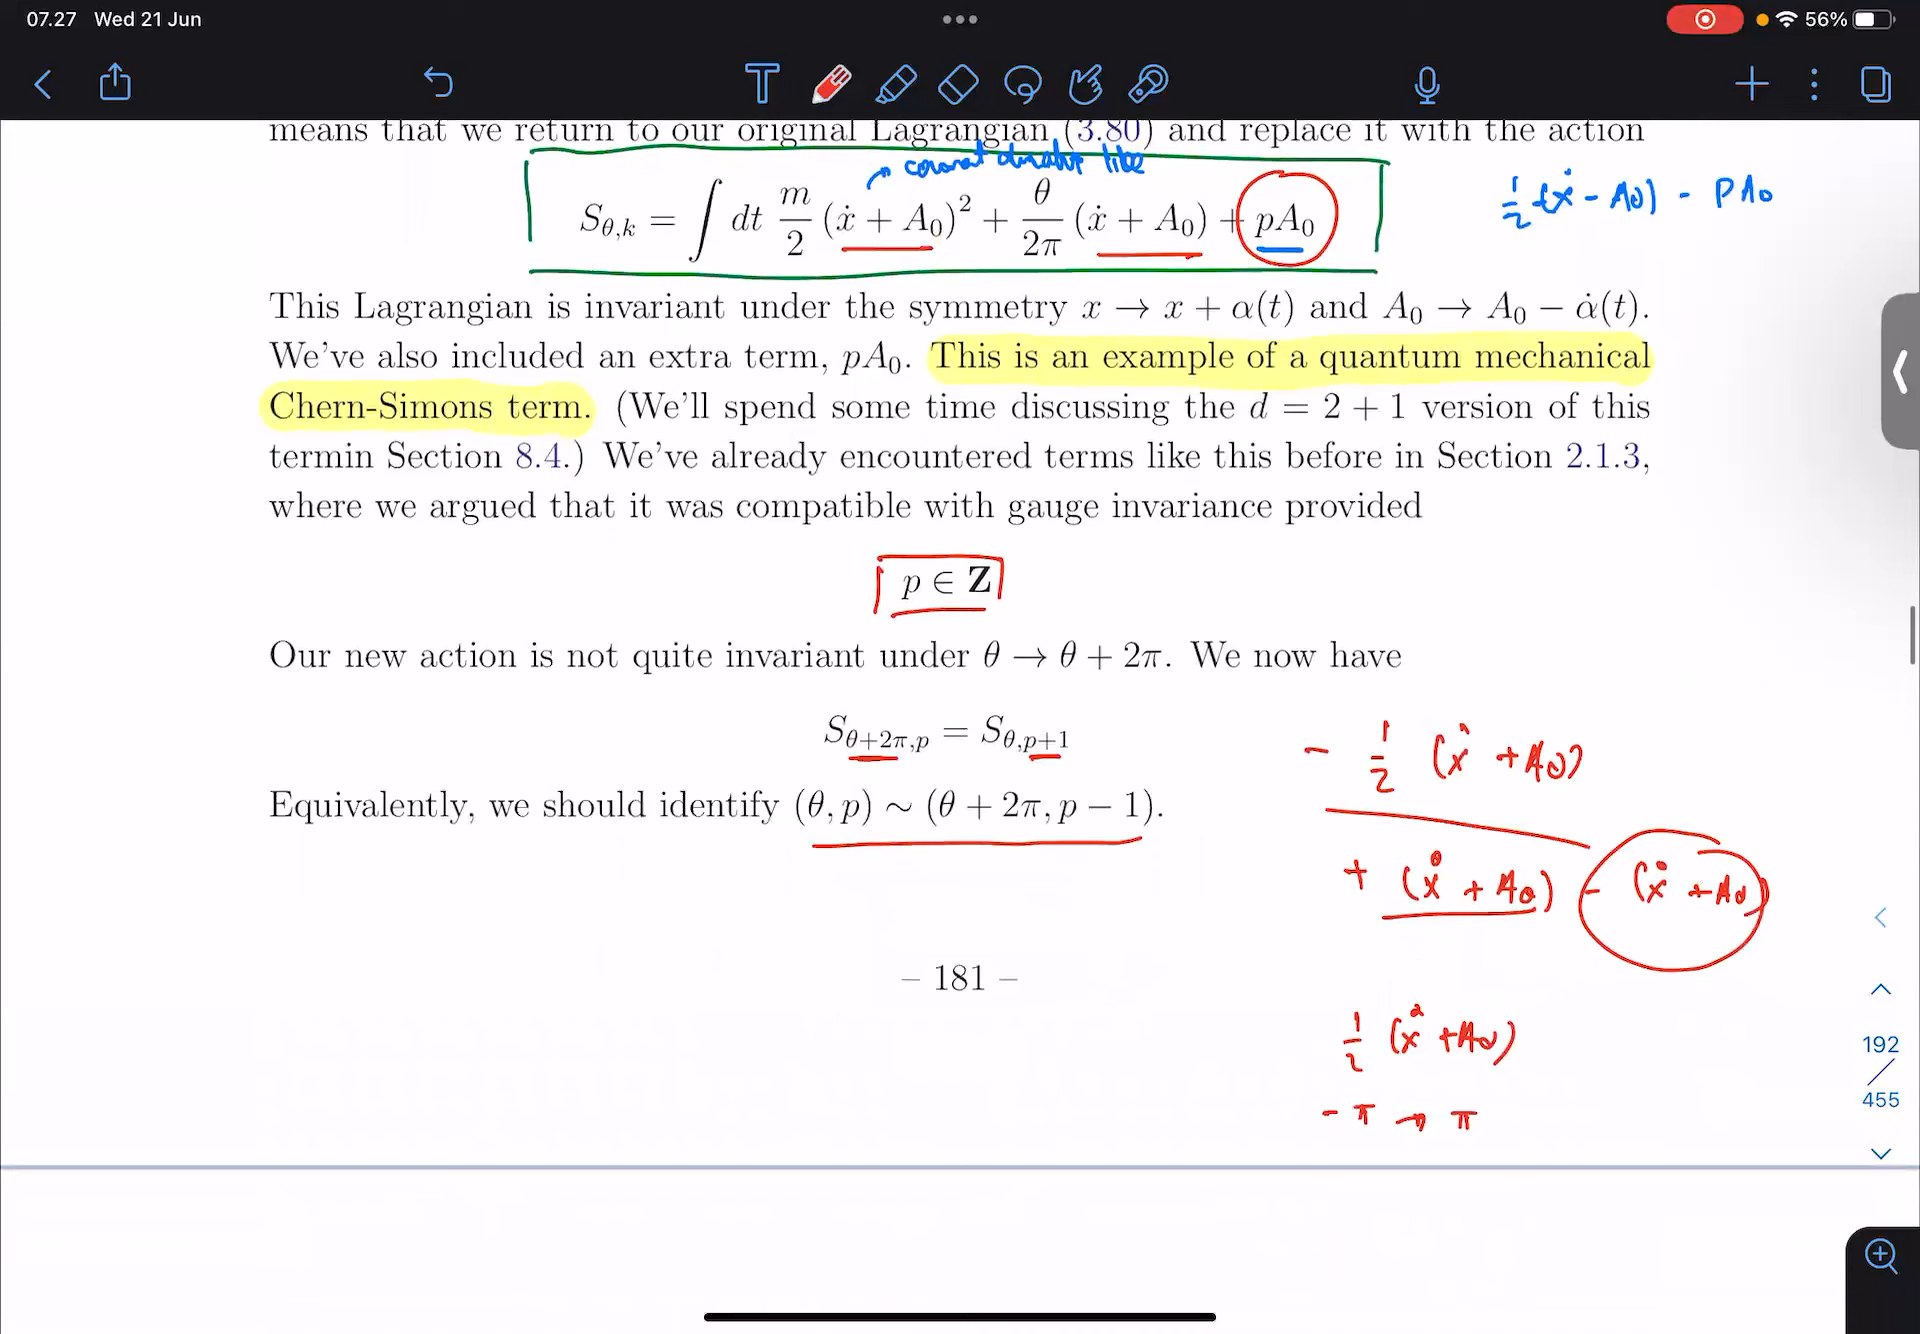 07.27 Wed 21 Jun
56%
means that we return to our original Lagrangian (3.80) and replace it with the action
like
S_{θ,k} = ∫ dt m/2 (ẋ + A₀)² + θ/2π (ẋ + A₀) + pA₀
1/2 (ẋ - A₀) - PA₀
This Lagrangian is invariant under the symmetry x → x + α(t) and A₀ → A₀ − α̇(t).
We've also included an extra term, pA₀. This is an example of a quantum mechanical
Chern-Simons term. (We'll spend some time discussing the d = 2 + 1 version of this
termin Section 8.4.) We've already encountered terms like this before in Section 2.1.3,
where we argued that it was compatible with gauge invariance provided
p ∈ Z
Our new action is not quite invariant under θ → θ + 2π. We now have
S_{θ+2π,p} = S_{θ,p+1}
- 1/2 (ẋ + A₀)
Equivalently, we should identify (θ, p) ∼ (θ + 2π, p − 1).
+ (ẋ + A₀) - (ẋ + A₀)
– 181 –
1/2 (ẋ + A₀)
- π → π
192
/
455